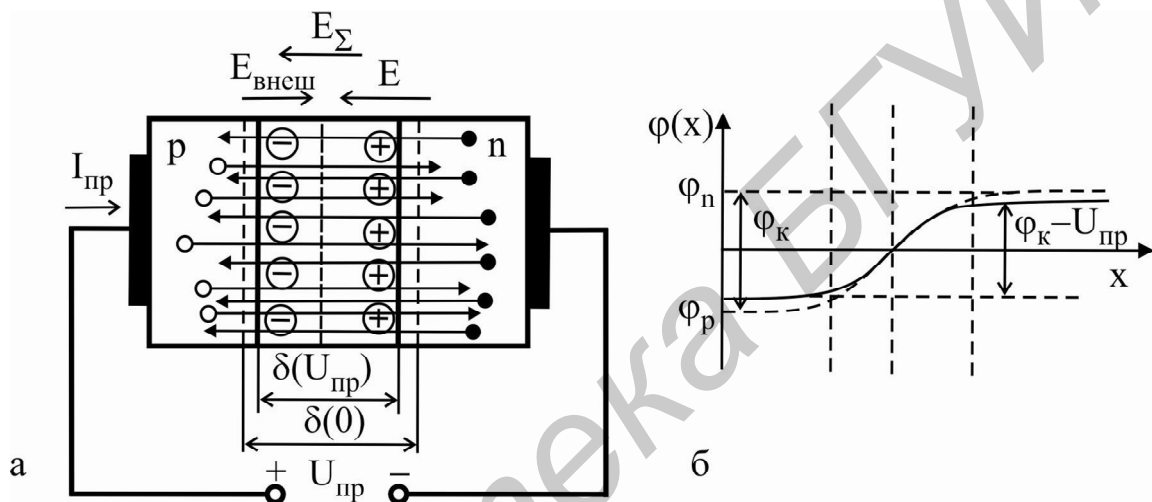 E_Σ
E_внеш E
p n
I_пр
− +
− +
− +
− +
− +
δ(U_пр)
δ(0)
+ U_пр −
а
φ(x)
φ_n
φ_к
φ_к−U_пр
x
φ_p
б